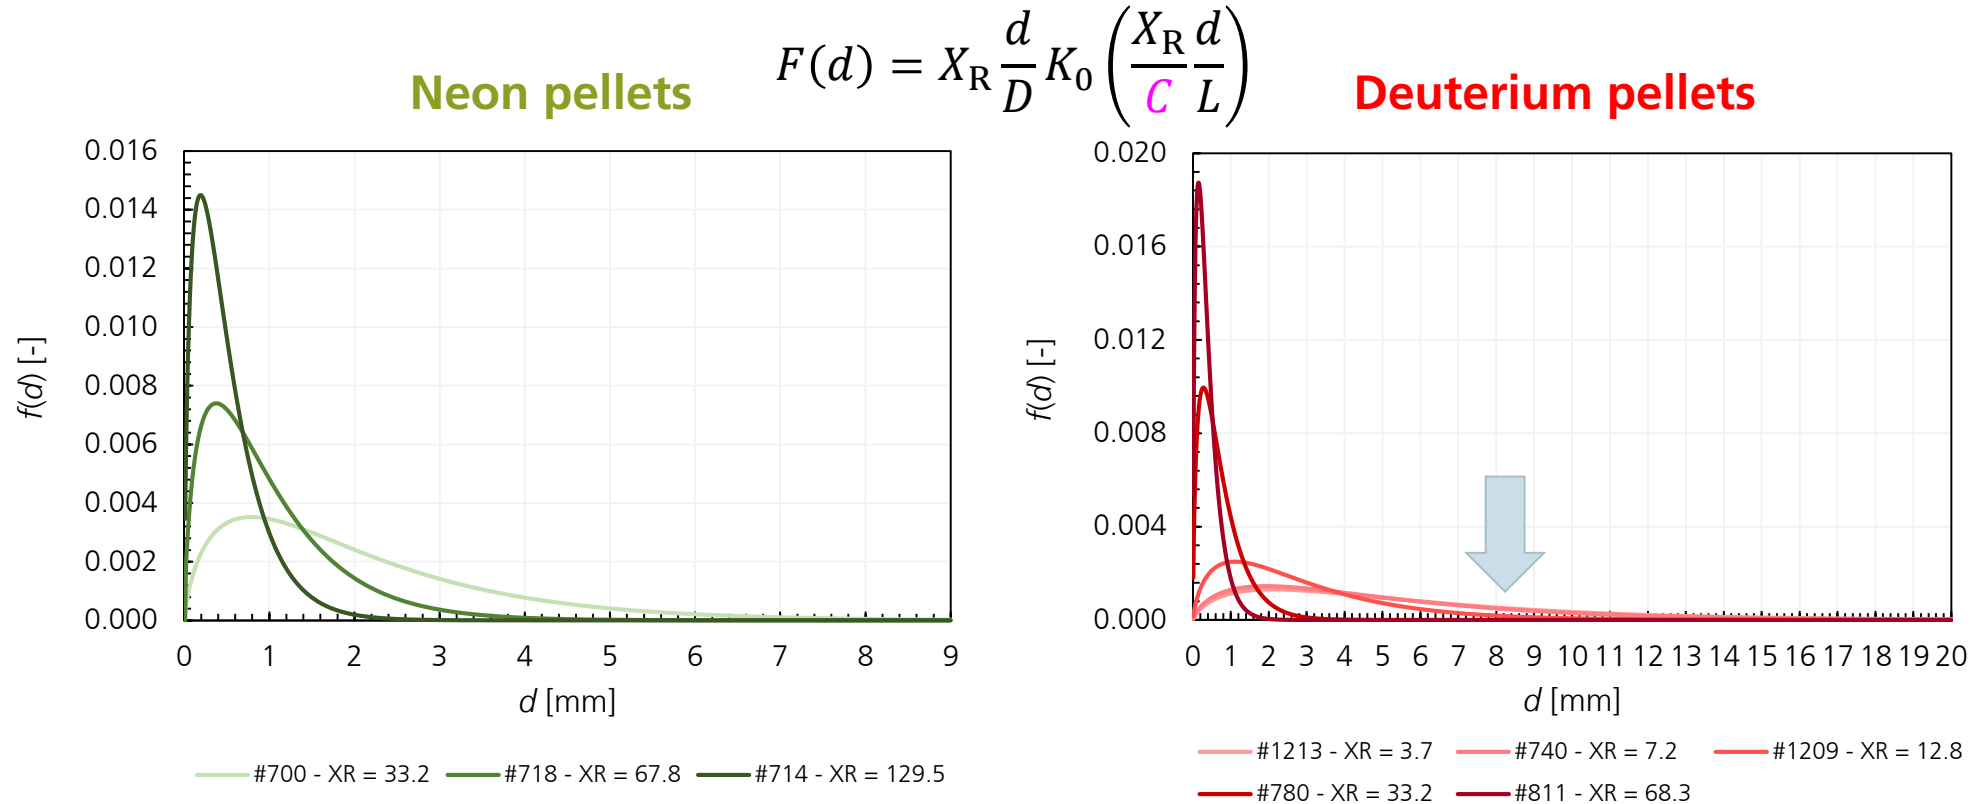 F(d) = X_R d/D K_0 (X_R/C d/L)
Neon pellets
Deuterium pellets
0.016
0.014
0.012
0.010
0.008
0.006
0.004
0.002
0.000
f(d) [-]
0 1 2 3 4 5 6 7 8 9
d [mm]
#700 - XR = 33.2 #718 - XR = 67.8 #714 - XR = 129.5
0.020
0.016
0.012
0.008
0.004
0.000
f(d) [-]
0 1 2 3 4 5 6 7 8 9 10 11 12 13 14 15 16 17 18 19 20
d [mm]
#1213 - XR = 3.7 #740 - XR = 7.2 #1209 - XR = 12.8
#780 - XR = 33.2 #811 - XR = 68.3